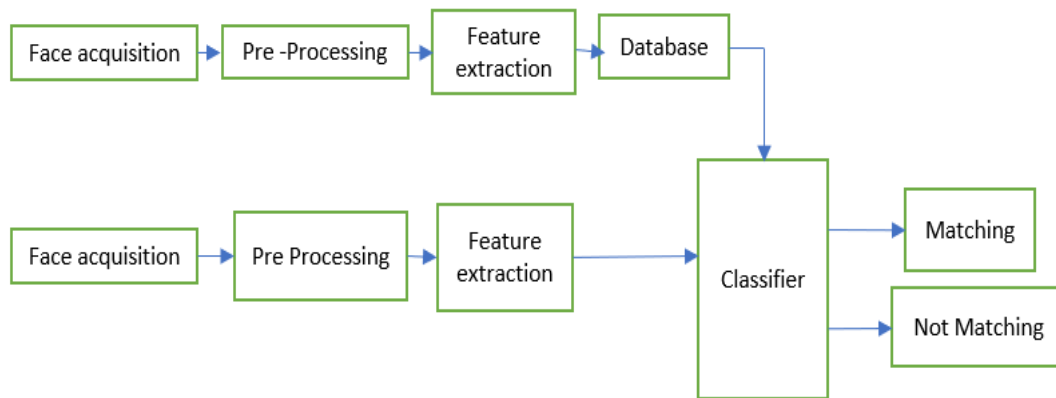 Face acquisition
Pre -Processing
Feature
extraction
Database
Face acquisition
Pre Processing
Feature
extraction
Classifier
Matching
Not Matching